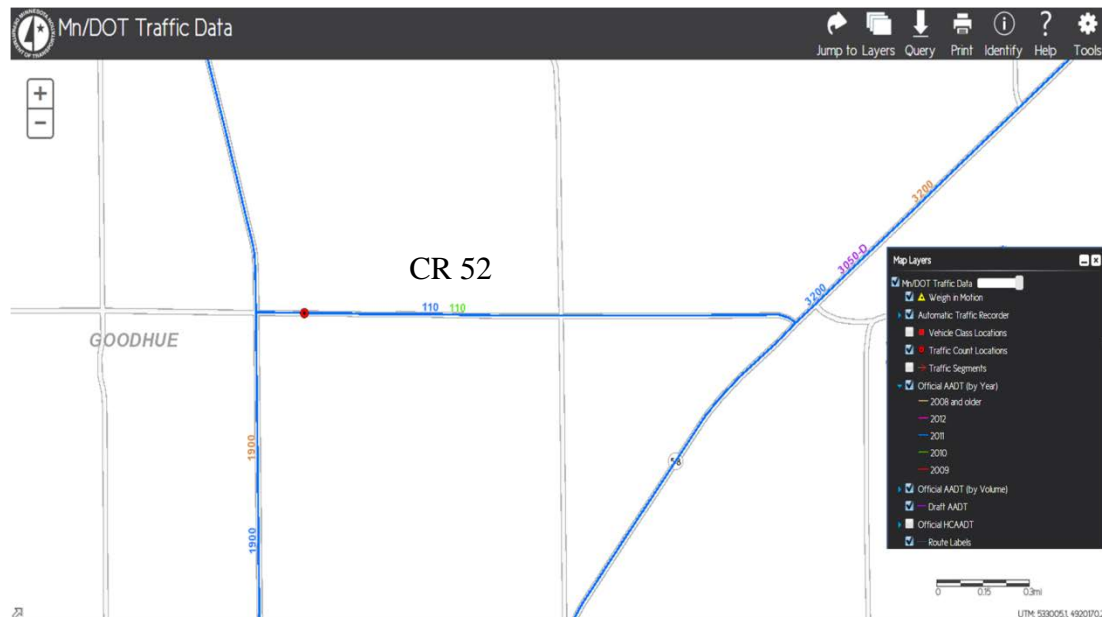 Mn/DOT Traffic Data
Jump to Layers Query Print Identify Help Tools
+
−
3200
3050-D
3200
CR 52
110 110
GOODHUE
1900
1900
58
Map Layers
Mn/DOT Traffic Data
Weigh in Motion
Automatic Traffic Recorder
Vehicle Class Locations
Traffic Count Locations
Traffic Segments
Official AADT (by Year)
2008 and older
2012
2011
2010
2009
Official AADT (by Volume)
Draft AADT
Official HCAADT
Route Labels
0 0.15 0.3mi